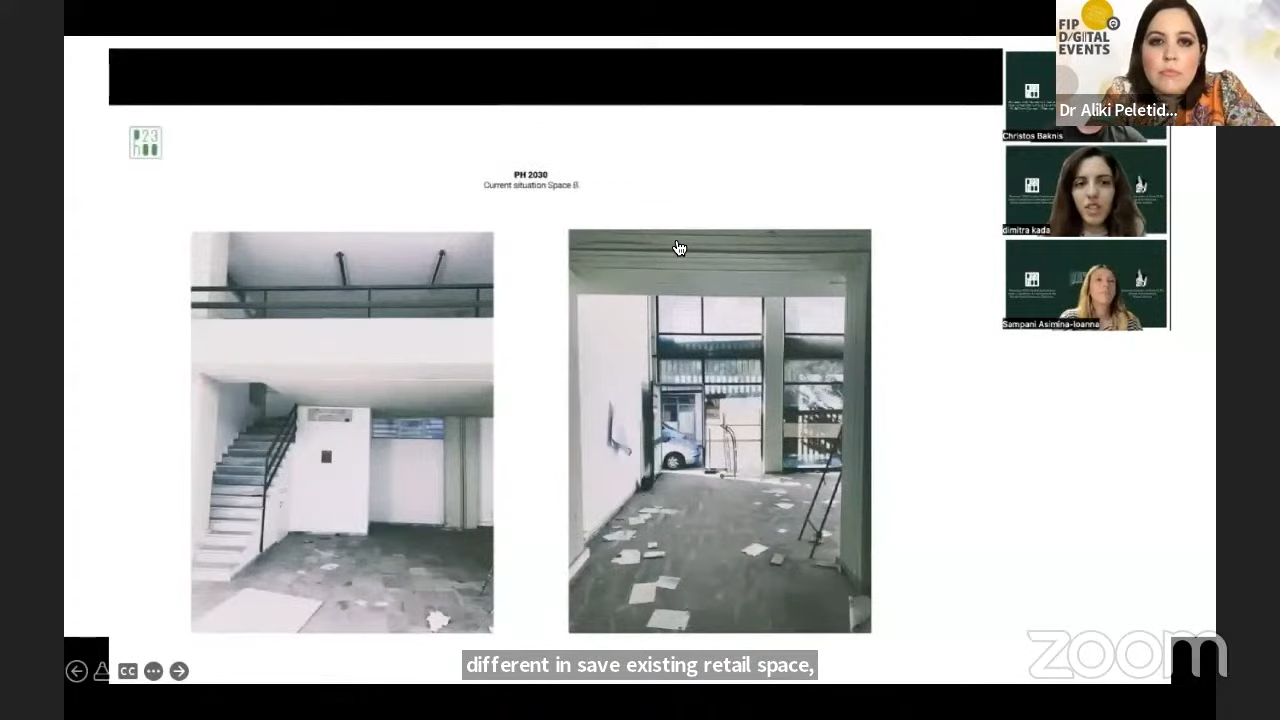 FIP
D/GITAL
EVENTS
Dr Aliki Peletid...
Christos Baknis
dimitra kada
Sampani Asimina-Ioanna
PH 2030
Current situation Space B
CC
different in save existing retail space,
zoom